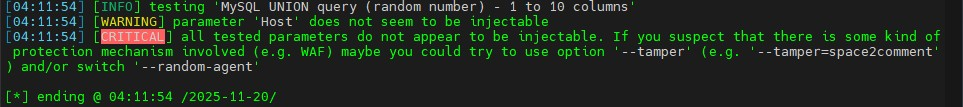 [04:11:54] [INFO] testing 'MySQL UNION query (random number) - 1 to 10 columns'
[04:11:54] [WARNING] parameter 'Host' does not seem to be injectable
[04:11:54] [CRITICAL] all tested parameters do not appear to be injectable. If you suspect that there is some kind of
protection mechanism involved (e.g. WAF) maybe you could try to use option '--tamper' (e.g. '--tamper=space2comment'
) and/or switch '--random-agent'
[*] ending @ 04:11:54 /2025-11-20/